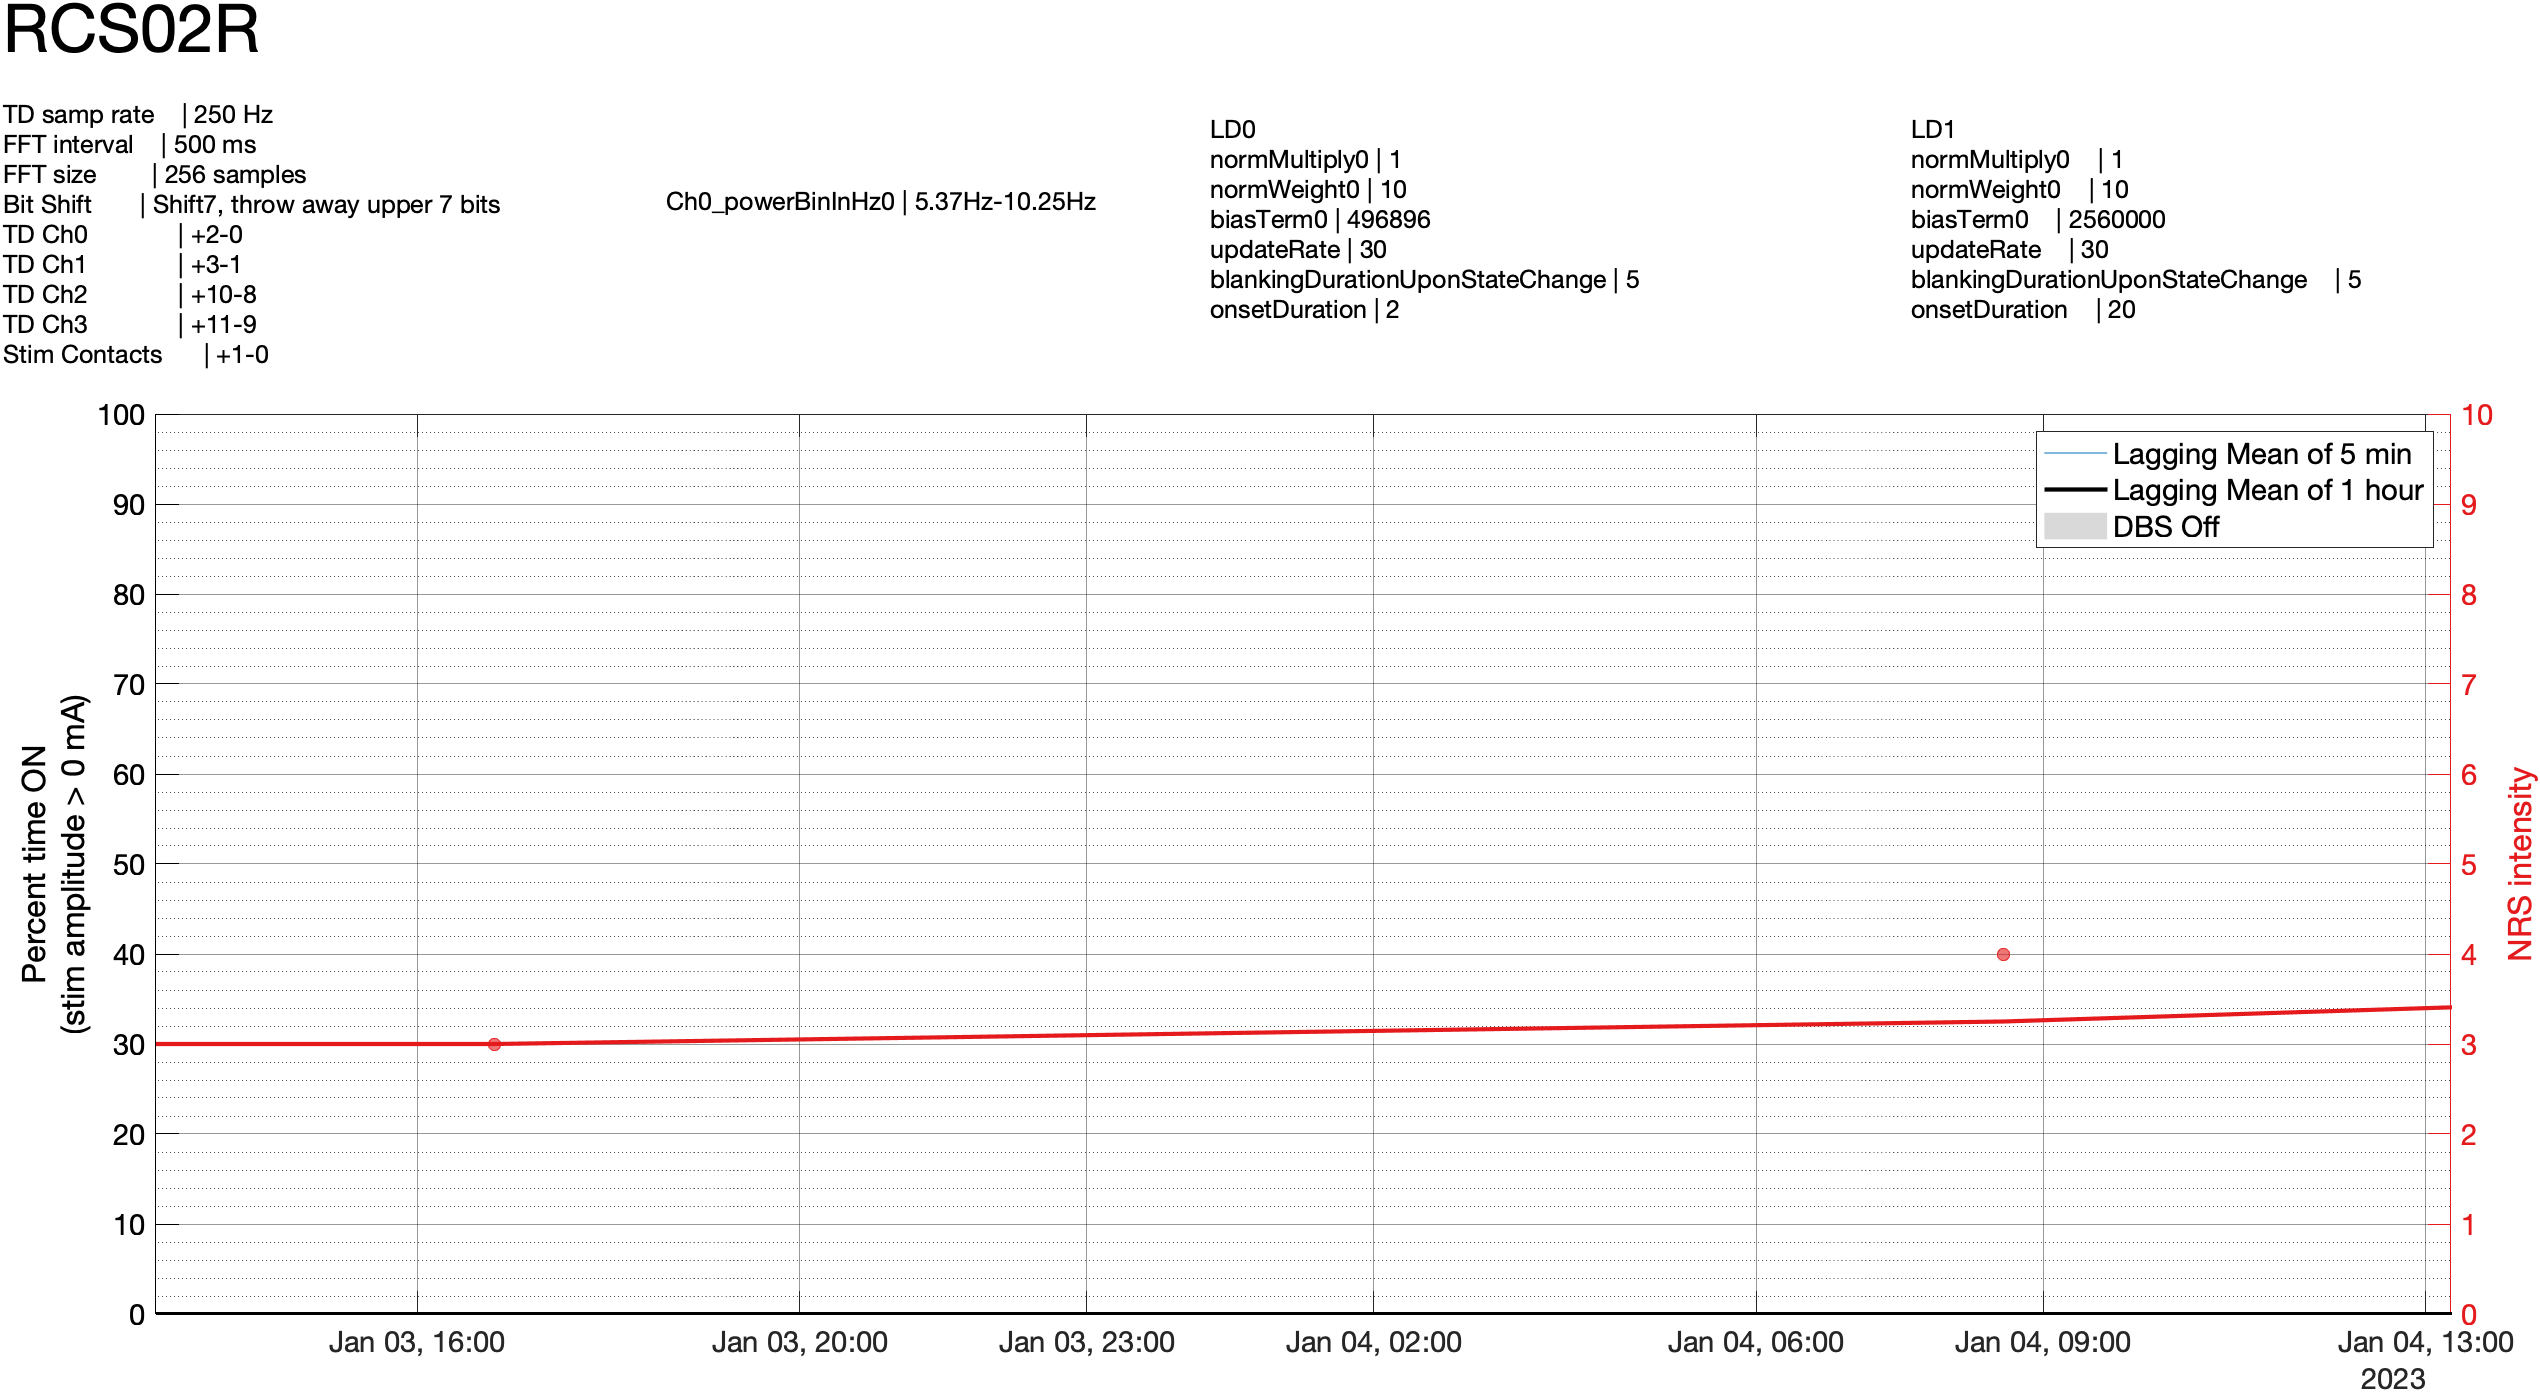 RCS02R
TD samp rate | 250 Hz
FFT interval | 500 ms
FFT size | 256 samples
Bit Shift | Shift7, throw away upper 7 bits
TD Ch0 | +2-0
TD Ch1 | +3-1
TD Ch2 | +10-8
TD Ch3 | +11-9
Stim Contacts | +1-0
Ch0_powerBinInHz0 | 5.37Hz-10.25Hz
LD0
normMultiply0 | 1
normWeight0 | 10
biasTerm0 | 496896
updateRate | 30
blankingDurationUponStateChange | 5
onsetDuration | 2
LD1
normMultiply0 | 1
normWeight0 | 10
biasTerm0 | 2560000
updateRate | 30
blankingDurationUponStateChange | 5
onsetDuration | 20
Percent time ON
(stim amplitude > 0 mA)
100
90
80
70
60
50
40
30
20
10
0
Lagging Mean of 5 min
Lagging Mean of 1 hour
DBS Off
10
9
8
7
6
5
4
3
2
1
0
NRS intensity
Jan 03, 16:00
Jan 03, 20:00
Jan 03, 23:00
Jan 04, 02:00
Jan 04, 06:00
Jan 04, 09:00
Jan 04, 13:00
2023